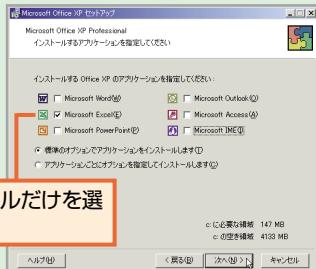 Microsoft Office XP セットアップ
Microsoft Office XP Professional
インストールするアプリケーションを指定してください
インストールする Office XP のアプリケーションを指定してください:
Microsoft Word(W)
Microsoft Outlook(O)
Microsoft Excel(E)
Microsoft Access(A)
Microsoft PowerPoint(P)
Microsoft IME(I)
標準のオプションでアプリケーションをインストールします(T)
アプリケーションごとにオプションを指定してインストールします(C)
ルだけを選
c: に必要な領域 147 MB
c: の空き領域 4133 MB
ヘルプ(H)
< 戻る(B)
次へ(N) >
キャンセル